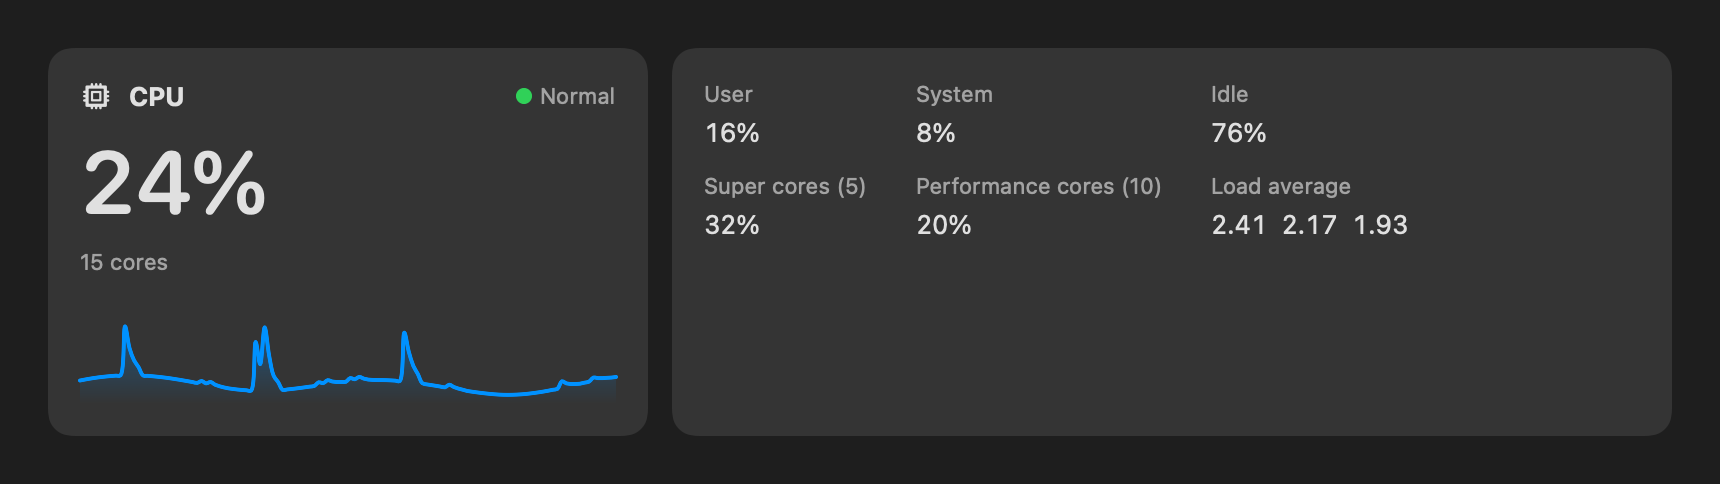 CPU
Normal
24%
15 cores
User
16%
System
8%
Idle
76%
Super cores (5)
32%
Performance cores (10)
20%
Load average
2.41 2.17 1.93